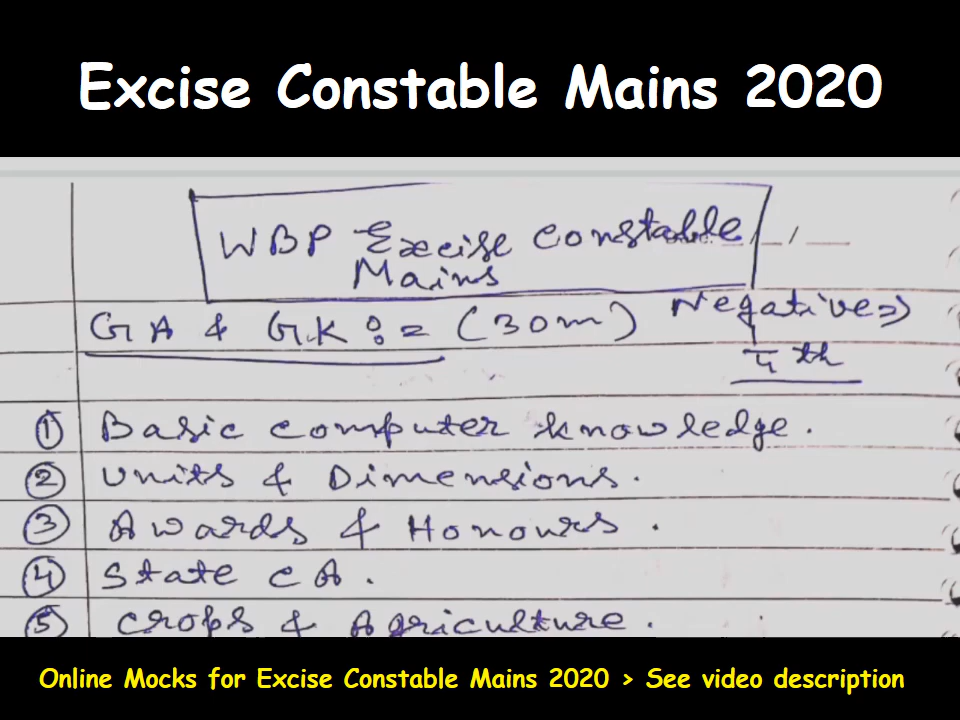 Excise Constable Mains 2020
WBP Excise Constable
Mains
GA & G.K := (30m) Negative⇒
1/4 th
① Basic computer knowledge.
② Units & Dimensions.
③ Awards & Honours.
④ State CA.
⑤ Crops & Agriculture.
Online Mocks for Excise Constable Mains 2020 > See video description